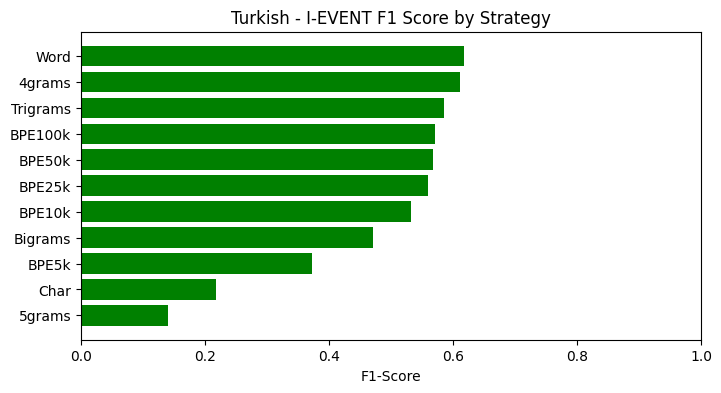 Turkish - I-EVENT F1 Score by Strategy
Word
4grams
Trigrams
BPE100k
BPE50k
BPE25k
BPE10k
Bigrams
BPE5k
Char
5grams
0.0 0.2 0.4 0.6 0.8 1.0
F1-Score